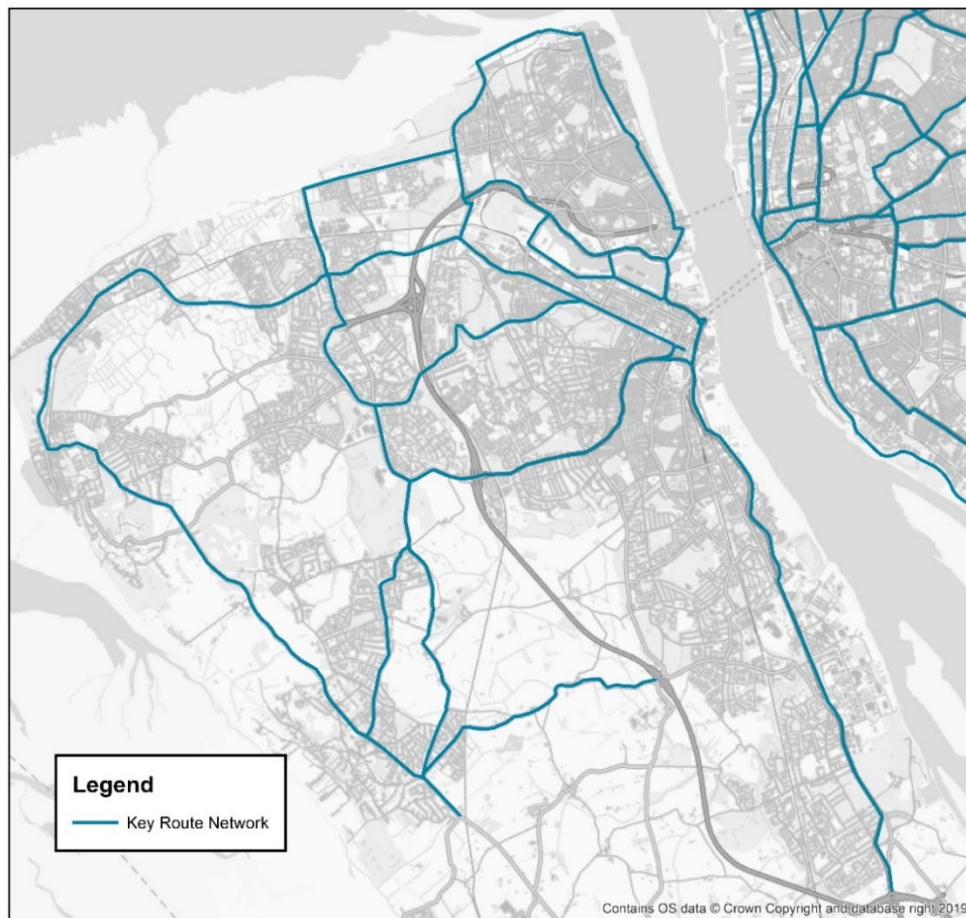 Legend
Key Route Network
Contains OS data © Crown Copyright and database right 2019